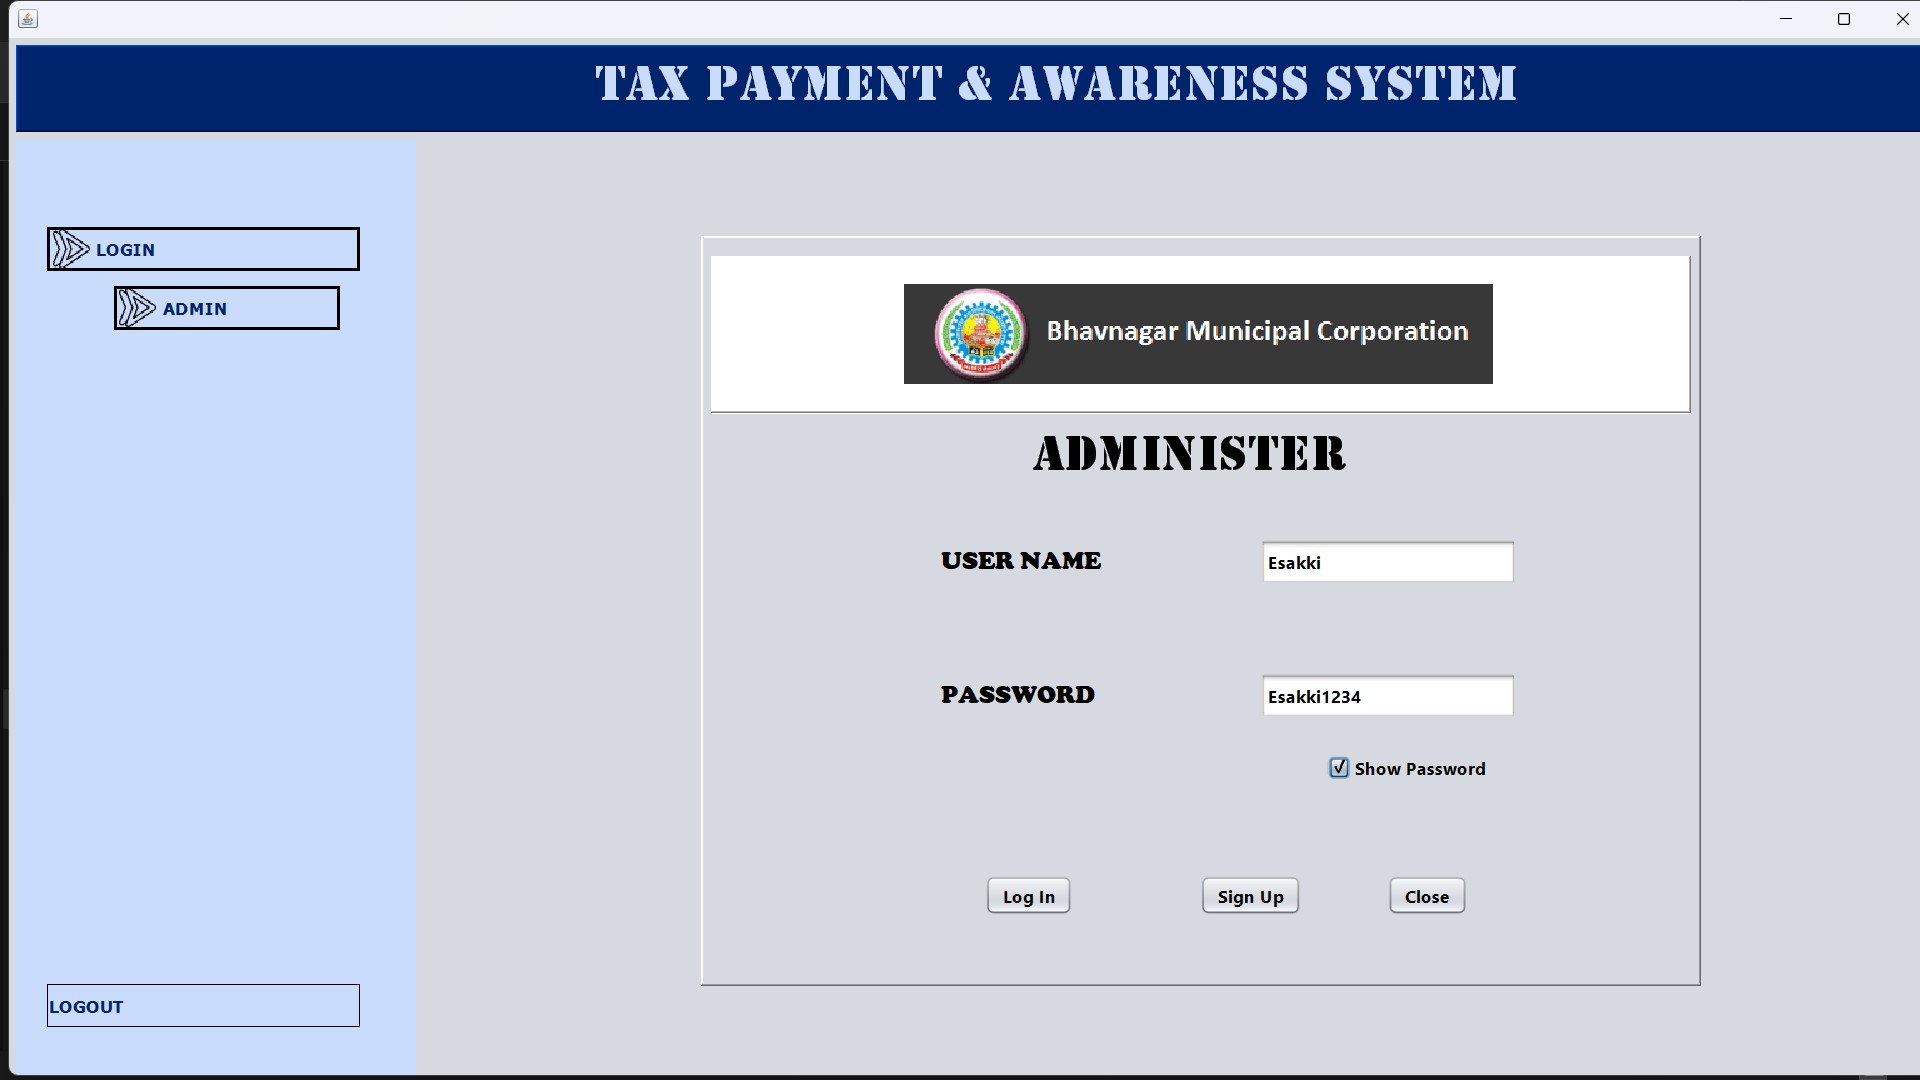 TAX PAYMENT & AWARENESS SYSTEM
LOGIN
ADMIN
LOGOUT
Bhavnagar Municipal Corporation
ADMINISTER
USER NAME
Esakki
PASSWORD
Esakki1234
Show Password
Log In
Sign Up
Close